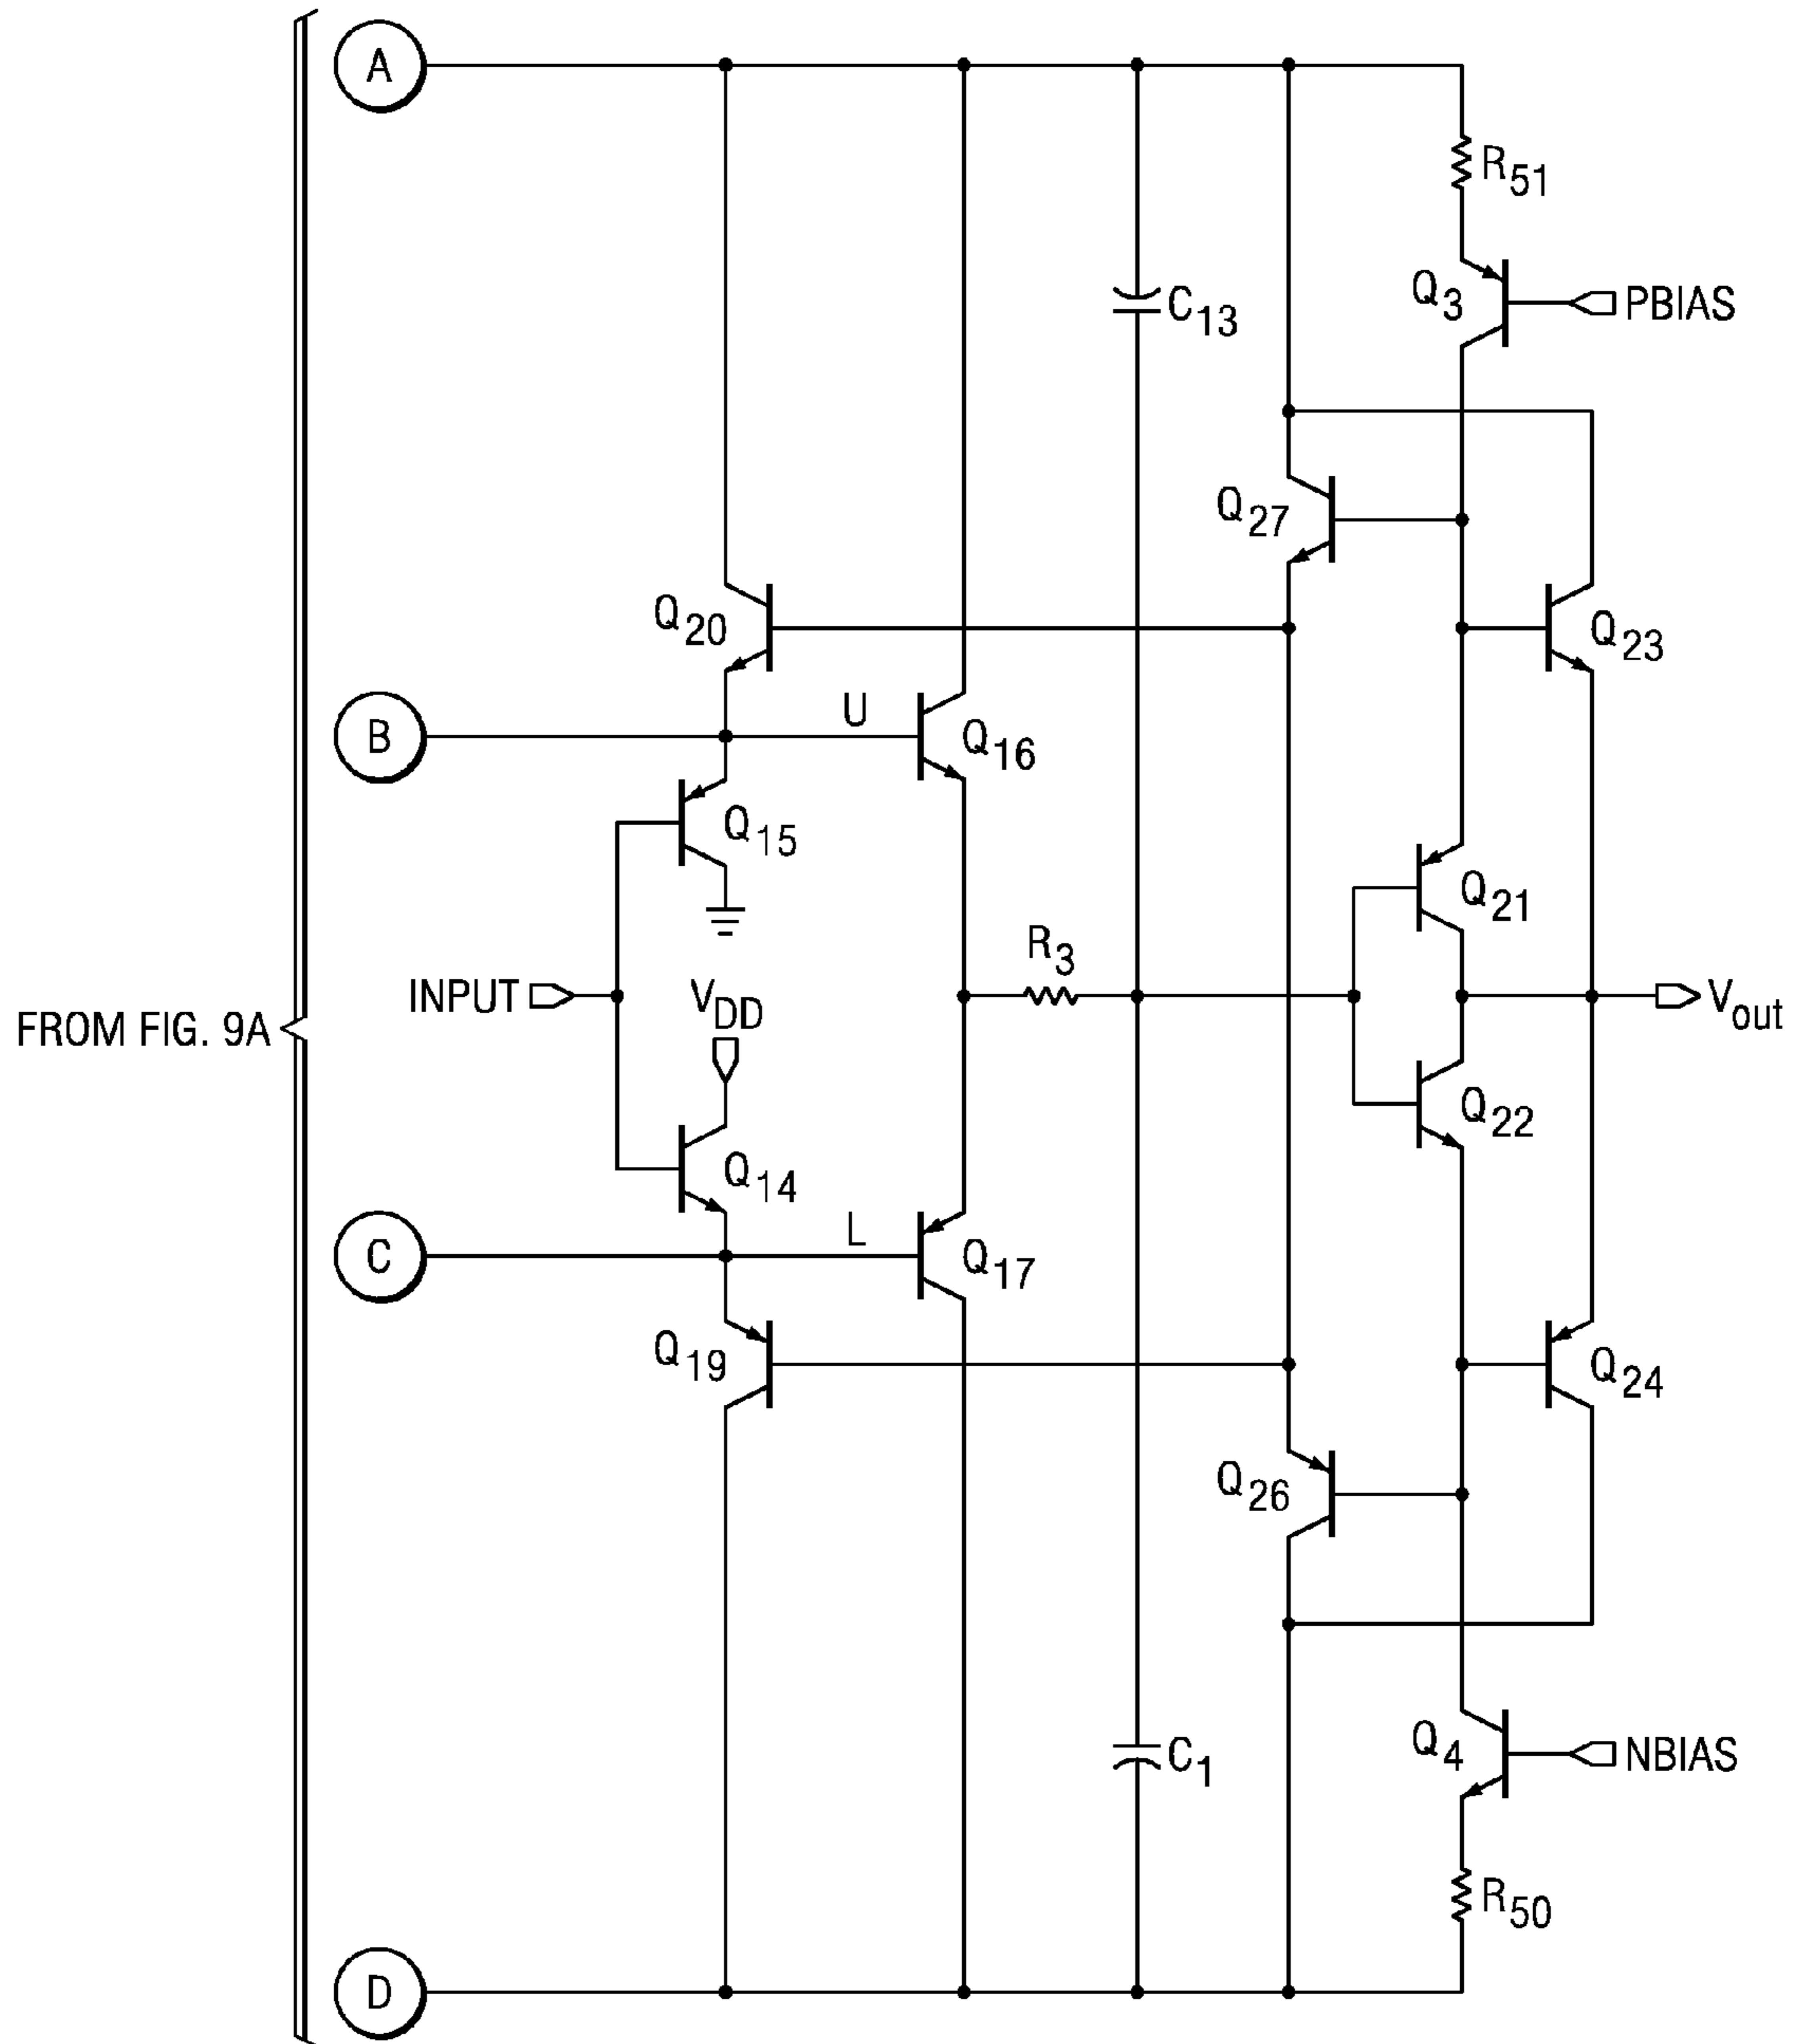 A
R51
Q3
PBIAS
C13
Q27
Q20
Q23
U
B
Q16
Q15
Q21
R3
INPUT
VDD
Vout
FROM FIG. 9A
Q22
Q14
L
C
Q17
Q19
Q24
Q26
Q4
NBIAS
C1
R50
D